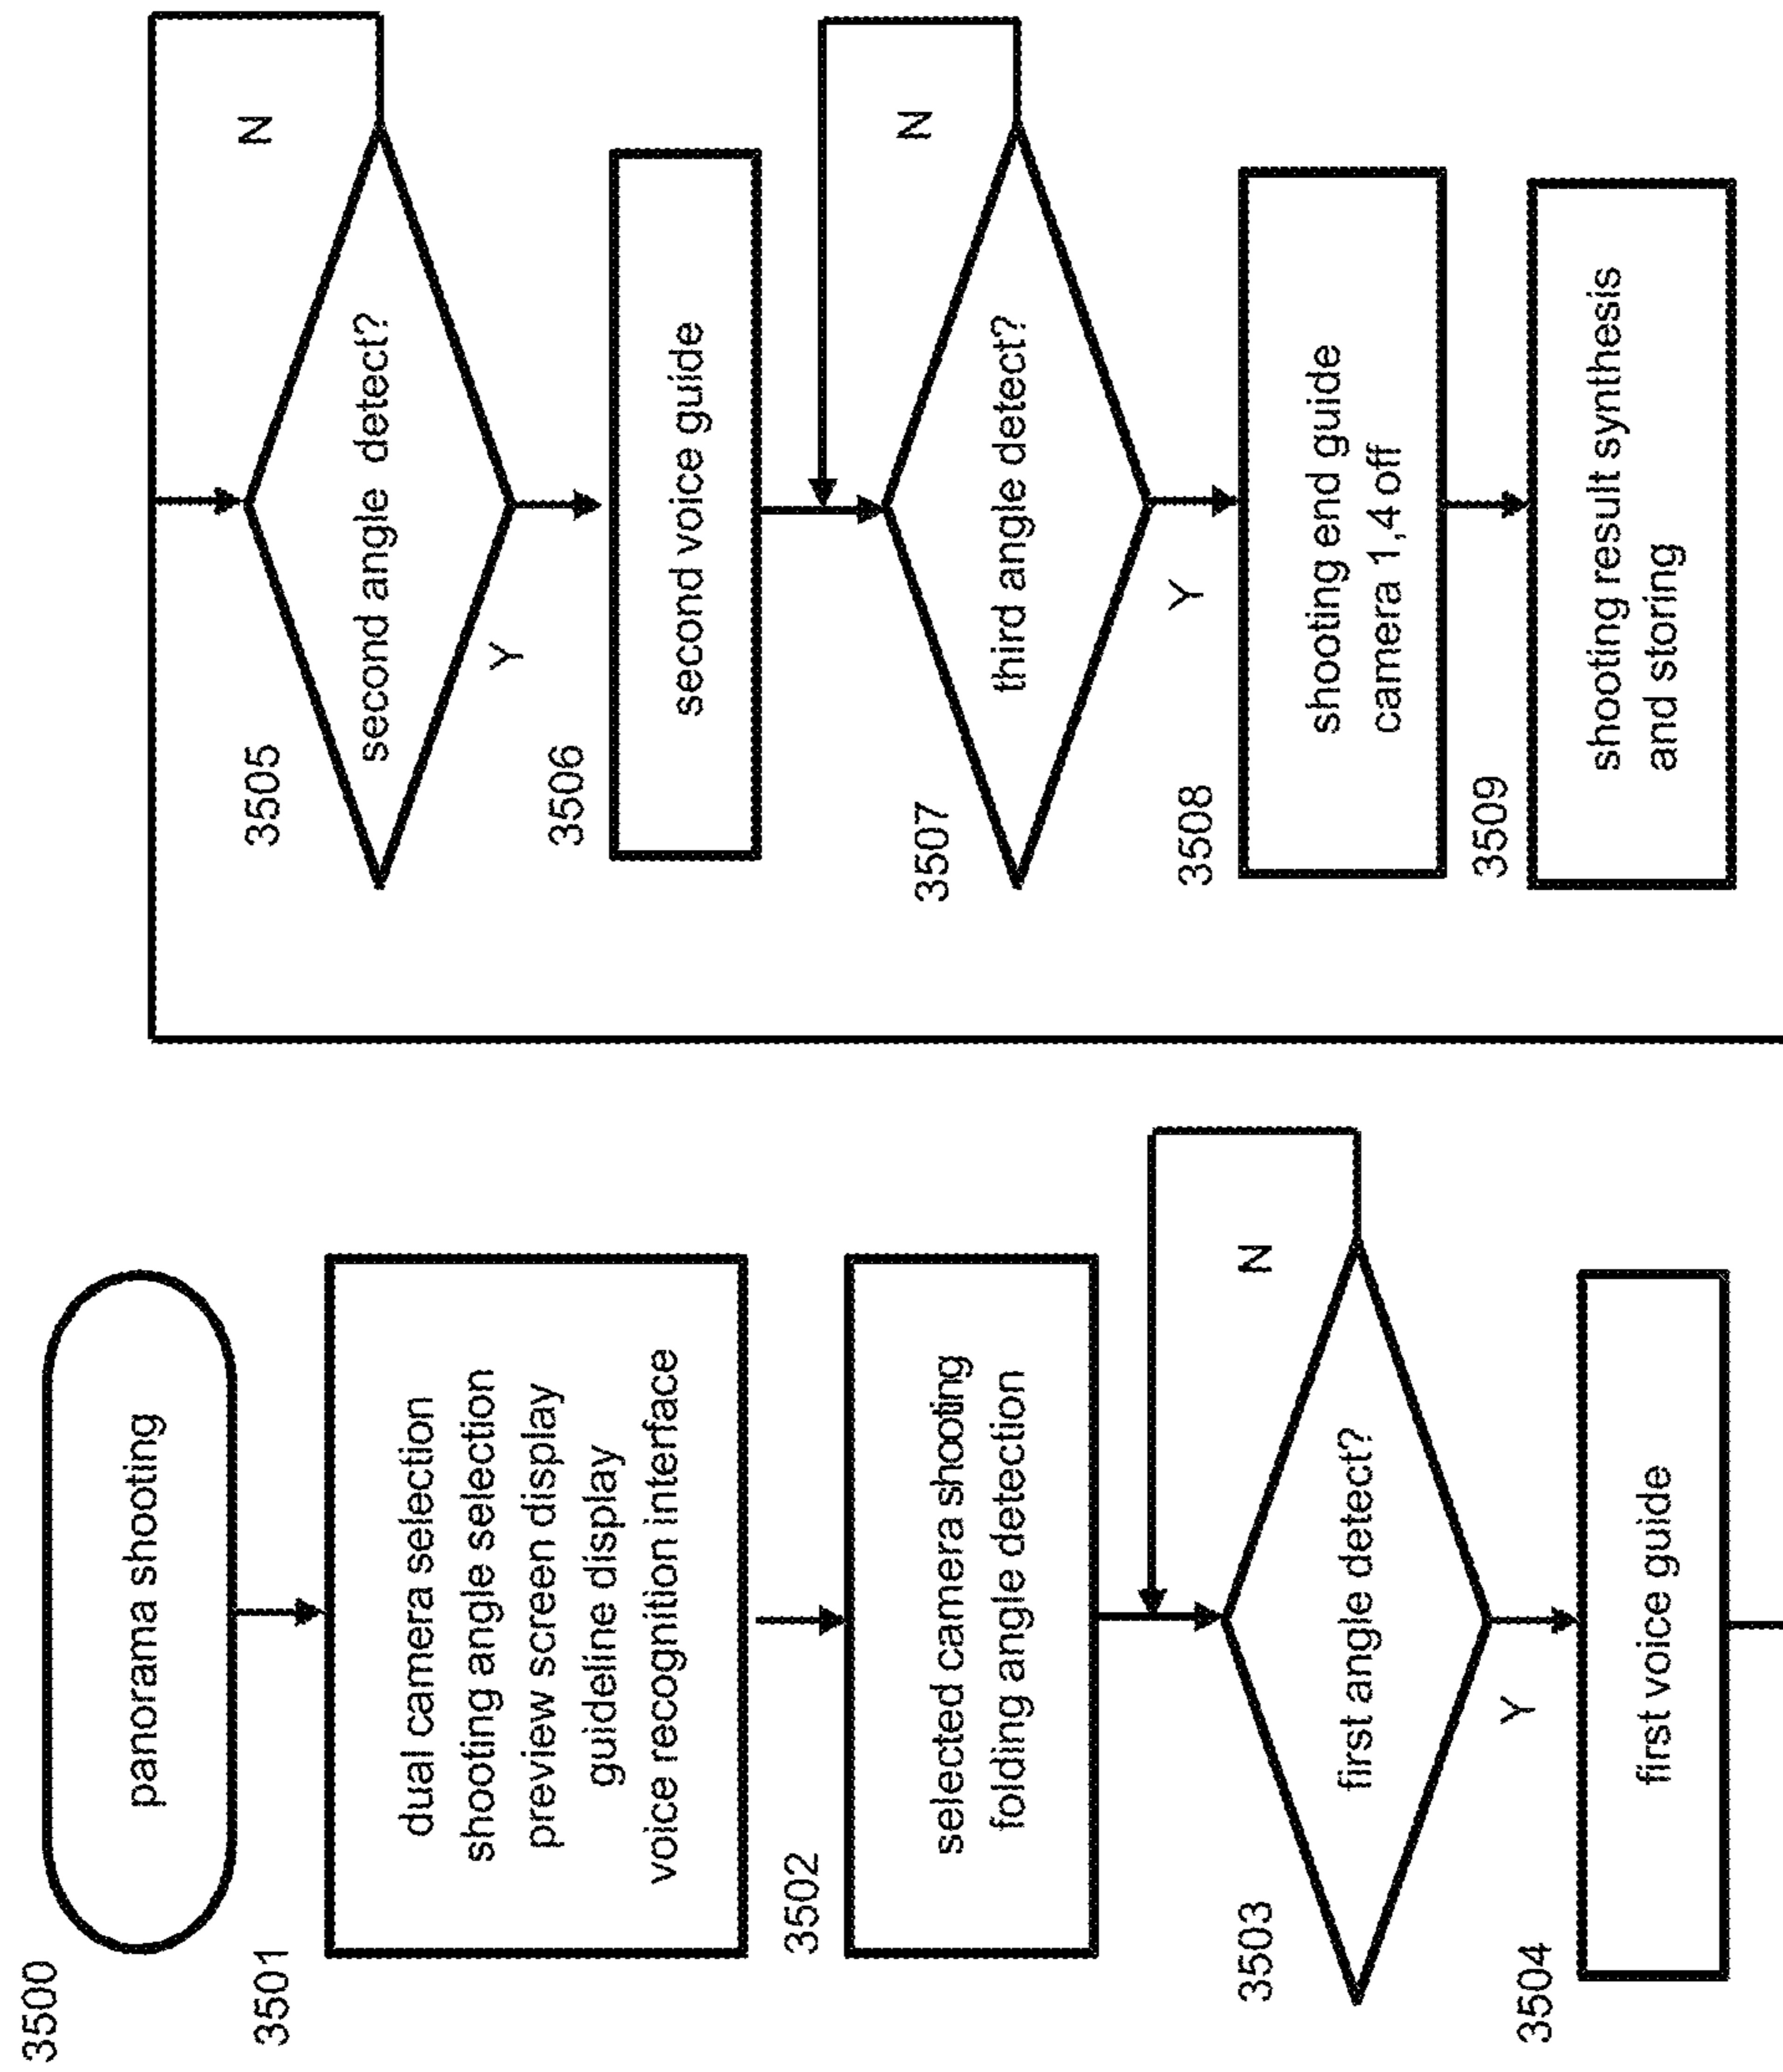 3500
panorama shooting
3501
dual camera selection
shooting angle selection
preview screen display
guideline display
voice recognition interface
3502
selected camera shooting
folding angle detection
3503
first angle detect?
N
Y
3504
first voice guide
3505
second angle detect?
N
Y
3506
second voice guide
3507
third angle detect?
N
Y
3508
shooting end guide
camera 1,4 off
3509
shooting result synthesis
and storing